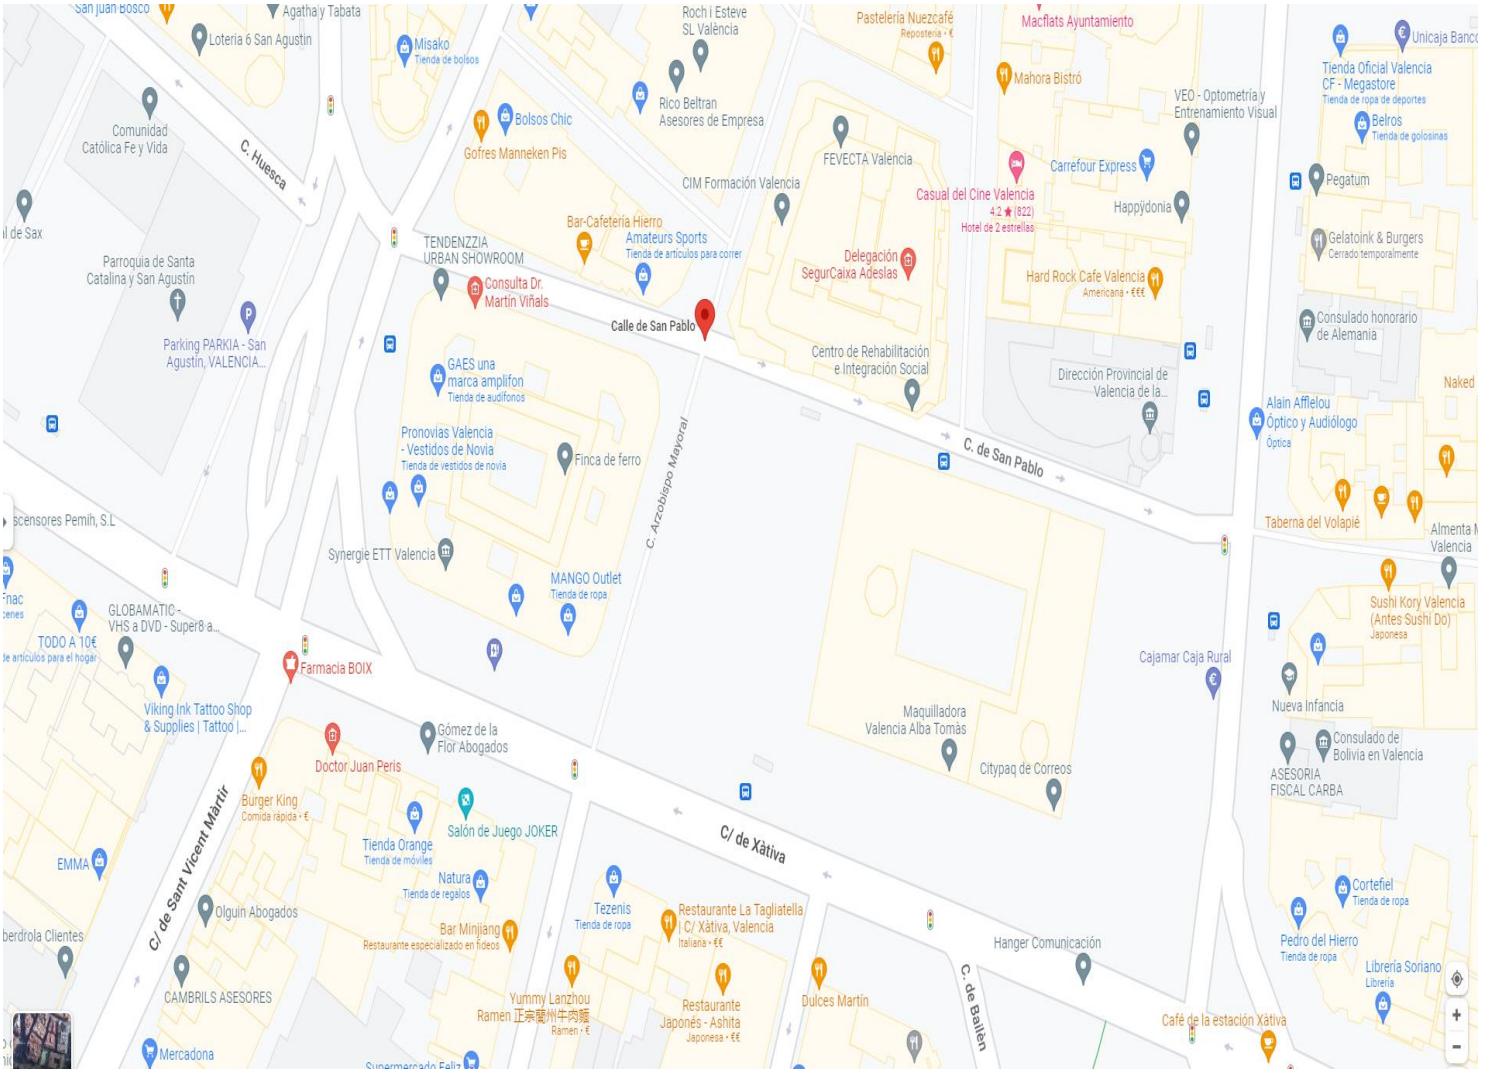 San Juan Bosco
Loteria 6 San Agustin
Agatha y Tabata
Misako
Tienda de bolsos
Roch i Esteve
SL València
Pastelería Nuezcafé
Repostería • €
Macflats Ayuntamiento
Unicaja Banco
Mahora Bistró
Tienda Oficial Valencia
CF - Megastore
Tienda de ropa de deportes
Rico Beltran
Asesores de Empresa
VEO - Optometría y
Entrenamiento Visual
Belros
Tienda de golosinas
Comunidad
Católica Fe y Vida
C. Huesca
Bolsos Chic
Gofres Manneken Pis
FEVECTA Valencia
Carrefour Express
Pegatum
CIM Formación Valencia
Casual del Cine Valencia
4.2 ★ (822)
Hotel de 2 estrellas
Happÿdonia
al de Sax
Bar-Cafetería Hierro
Amateurs Sports
Tienda de artículos para correr
TENDENZZIA
URBAN SHOWROOM
Gelatoink & Burgers
Cerrado temporalmente
Parroquia de Santa
Catalina y San Agustín
Consulta Dr.
Martín Viñals
Delegación
SegurCaixa Adeslas
Hard Rock Cafe Valencia
Americana • €€€
P
Parking PARKIA - San
Agustín, VALENCIA...
Calle de San Pablo
Consulado honorario
de Alemania
Centro de Rehabilitación
e Integración Social
GAES una
marca amplifon
Tienda de audífonos
Dirección Provincial de
Valencia de la...
Naked
Alain Afflelou
Óptico y Audiólogo
Óptica
Pronovias Valencia
- Vestidos de Novia
Tienda de vestidos de novia
Finca de ferro
C. Arzobispo Mayoral
C. de San Pablo
scensores Pemih, S.L
Taberna del Volapié
Almenta M
Valencia
Synergie ETT Valencia
MANGO Outlet
Tienda de ropa
Fnac
cenes
GLOBAMATIC -
VHS a DVD - Super8 a...
TODO A 10€
de artículos para el hogar
Sushi Kory Valencia
(Antes Sushi Do)
Japonesa
Farmacia BOIX
Cajamar Caja Rural
€
Viking Ink Tattoo Shop
& Supplies | Tattoo |...
Nueva Infancia
Gómez de la
Flor Abogados
Maquilladora
Valencia Alba Tomàs
Consulado de
Bolivia en Valencia
Doctor Juan Peris
Citypaq de Correos
ASESORIA
FISCAL CARBA
Burger King
Comida rápida • €
Salón de Juego JOKER
Tienda Orange
Tienda de móviles
C/ de Xàtiva
C/ de Sant Vicent Màrtir
EMMA
Natura
Tienda de regalos
Tezenis
Tienda de ropa
Restaurante La Tagliatella
| C/ Xàtiva, Valencia
Italiana • €€
Cortefiel
Tienda de ropa
Olguin Abogados
Bar Minjiang
Restaurante especializado en fideos
berdrola Clientes
Hanger Comunicación
Pedro del Hierro
Tienda de ropa
CAMBRILS ASESORES
Yummy Lanzhou
Ramen 正宗蘭州牛肉麵
Ramen • €
Restaurante
Japonés - Ashita
Japonesa • €€
Dulces Martín
C. de Bailèn
Librería Soriano
Librería
Café de la estación Xàtiva
Mercadona
Supermercado Feliz